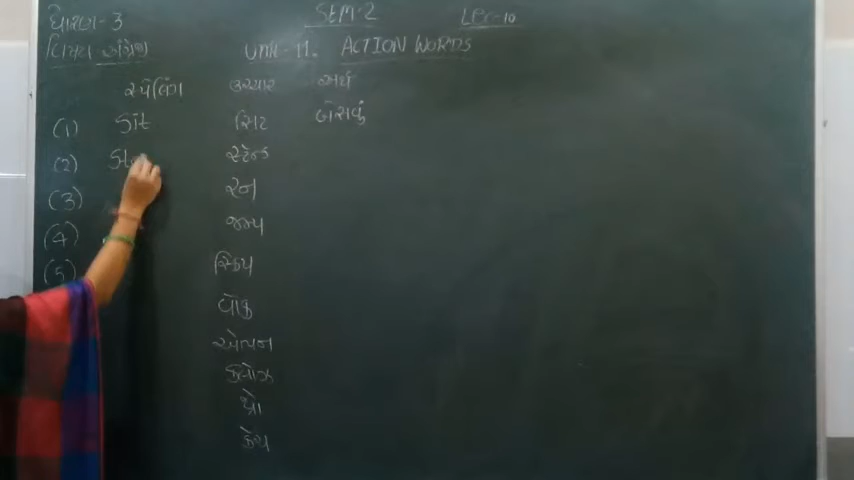 ધોરણ - 3 SEM-2 LEC-10
વિષય અંગ્રેજી UNIT-11. ACTION WORDS
સ્પેલિંગ ઉચ્ચાર અર્થ
(1) Sit સિટ બેસવું
(2) St સ્ટેન્ડ
(3) રન
(4) જમ્પ
(5) સ્કિપ
વૉક
ઓપન
ક્લોઝ
થ્રો
કેચ